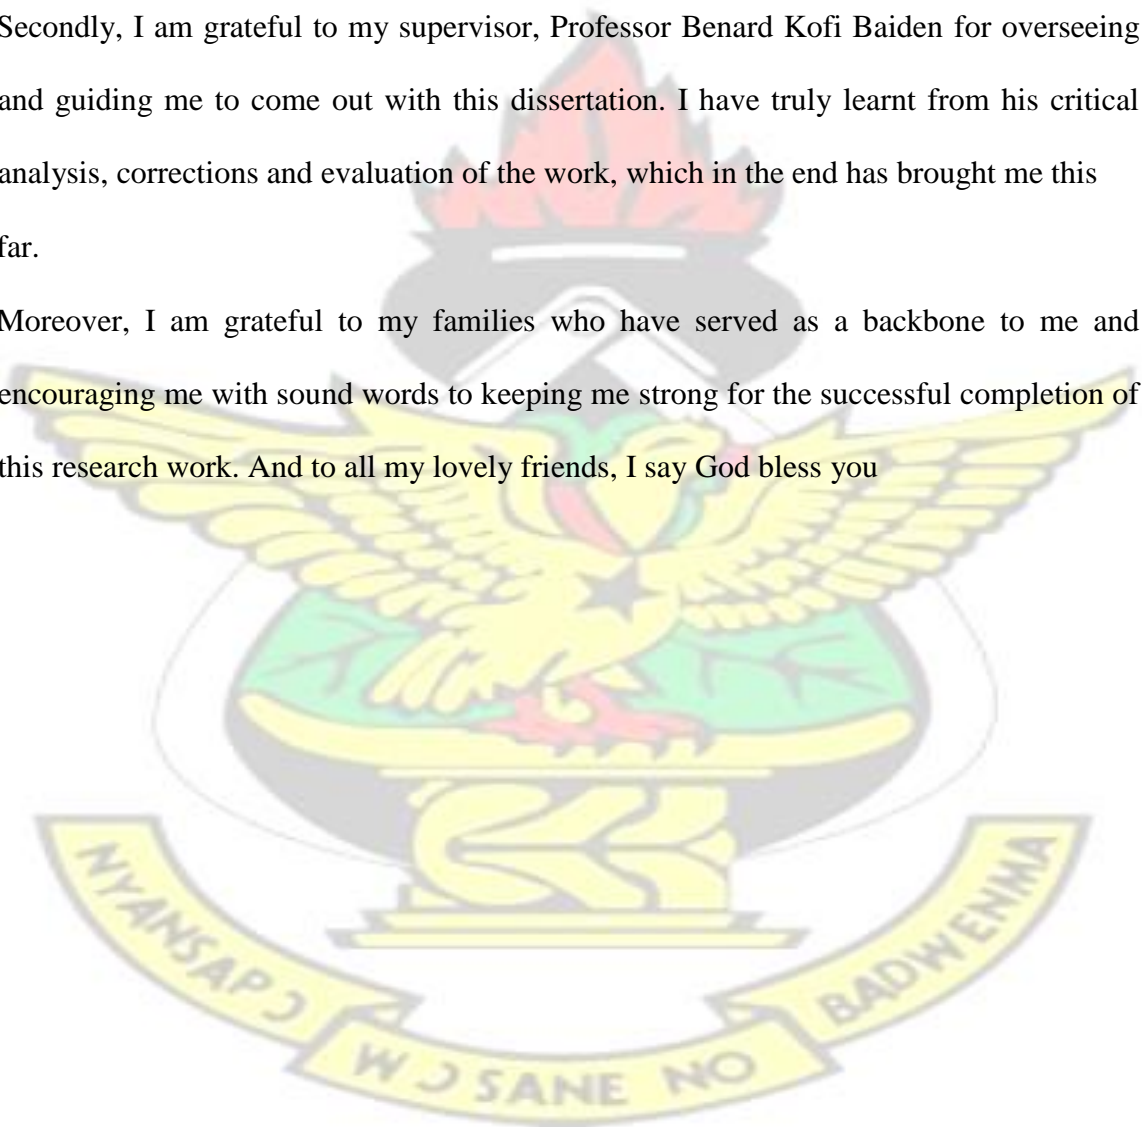 Secondly, I am grateful to my supervisor, Professor Benard Kofi Baiden for overseeing
and guiding me to come out with this dissertation. I have truly learnt from his critical
analysis, corrections and evaluation of the work, which in the end has brought me this
far.
Moreover, I am grateful to my families who have served as a backbone to me and
encouraging me with sound words to keeping me strong for the successful completion of
this research work. And to all my lovely friends, I say God bless you
NYANSAPƆ WƆSANE NO BADWENMA